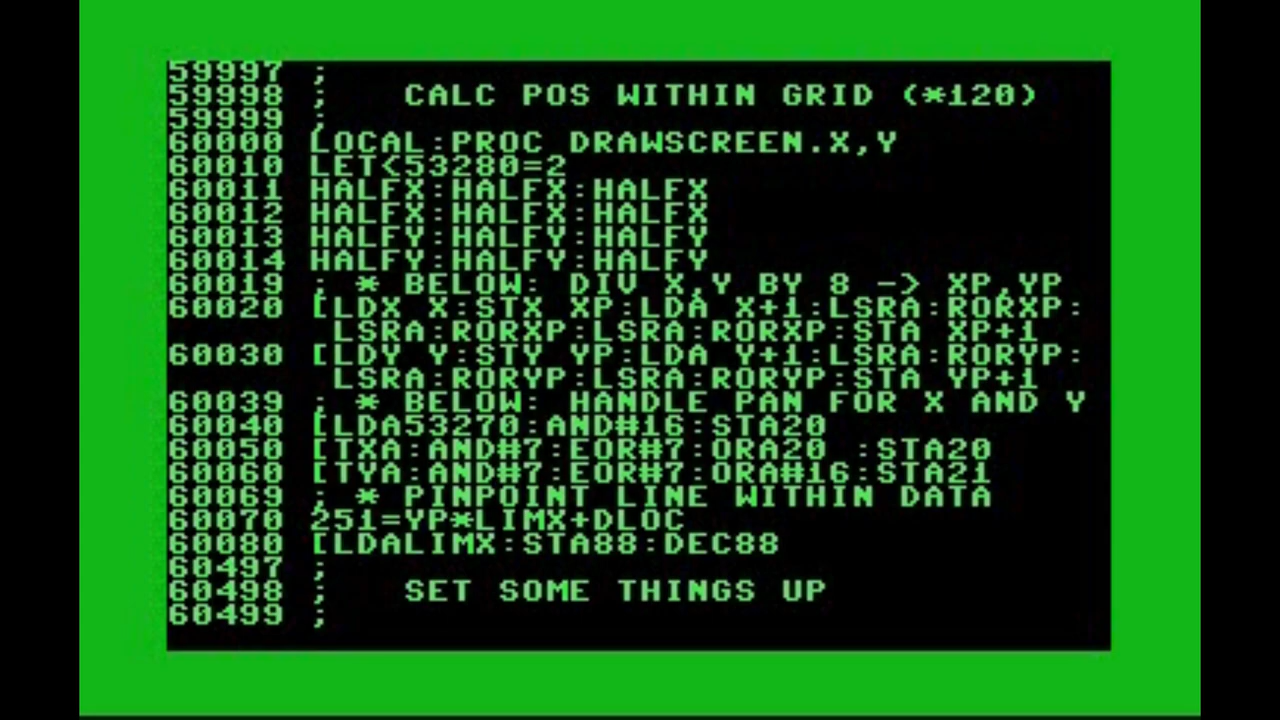 59997 ;
59998 ;   CALC POS WITHIN GRID (*120)
59999 ;
60000 LOCAL:PROC DRAWSCREEN.X,Y
60010 LET<53280=2
60011 HALFX:HALFX:HALFX
60012 HALFX:HALFX:HALFX
60013 HALFY:HALFY:HALFY
60014 HALFY:HALFY:HALFY
60019 ; * BELOW: DIV X,Y BY 8 -> XP,YP
60020 [LDX X:STX XP:LDA X+1:LSRA:RORXP:
LSRA:RORXP:LSRA:RORXP:STA XP+1
60030 [LDY Y:STY YP:LDA Y+1:LSRA:RORYP:
LSRA:RORYP:LSRA:RORYP:STA YP+1
60039 ; * BELOW: HANDLE PAN FOR X AND Y
60040 [LDA53270:AND#16:STA20
60050 [TXA:AND#7:EOR#7:ORA20 :STA20
60060 [TYA:AND#7:EOR#7:ORA#16:STA21
60069 ; * PINPOINT LINE WITHIN DATA
60070 251=YP*LIMX+DLOC
60080 [LDALIMX:STA88:DEC88
60497 ;
60498 ;   SET SOME THINGS UP
60499 ;